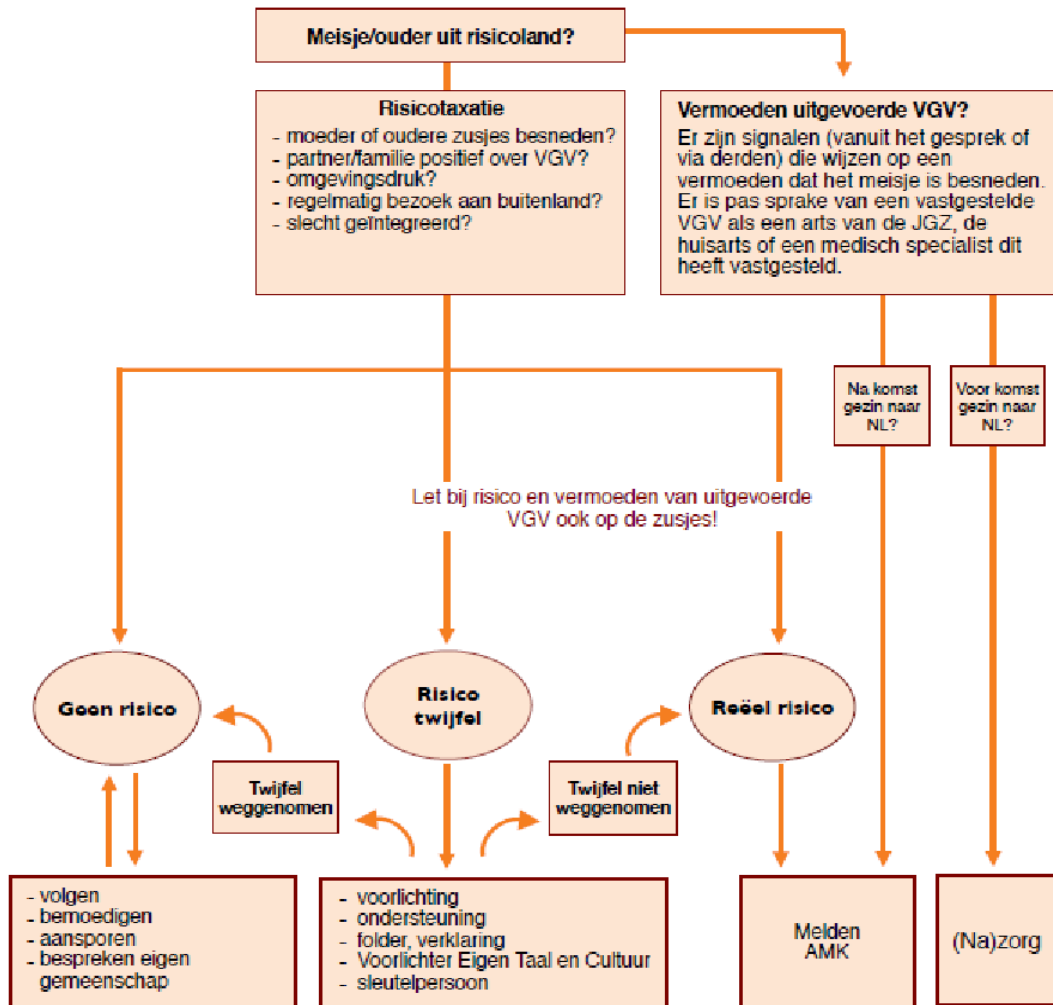 Meisje/ouder uit risicoland?
Risicotaxatie
- moeder of oudere zusjes besneden?
- partner/familie positief over VGV?
- omgevingsdruk?
- regelmatig bezoek aan buitenland?
- slecht geïntegreerd?
Vermoeden uitgevoerde VGV?
Er zijn signalen (vanuit het gesprek of
via derden) die wijzen op een
vermoeden dat het meisje is besneden.
Er is pas sprake van een vastgestelde
VGV als een arts van de JGZ, de
huisarts of een medisch specialist dit
heeft vastgesteld.
Na komst
gezin naar
NL?
Voor komst
gezin naar
NL?
Let bij risico en vermoeden van uitgevoerde
VGV ook op de zusjes!
Geen risico
Risico
twijfel
Reëel risico
Twijfel
weggenomen
Twijfel niet
weggenomen
- volgen
- bemoedigen
- aansporen
- bespreken eigen
gemeenschap
- voorlichting
- ondersteuning
- folder, verklaring
- Voorlichter Eigen Taal en Cultuur
- sleutelpersoon
Melden
AMK
(Na)zorg